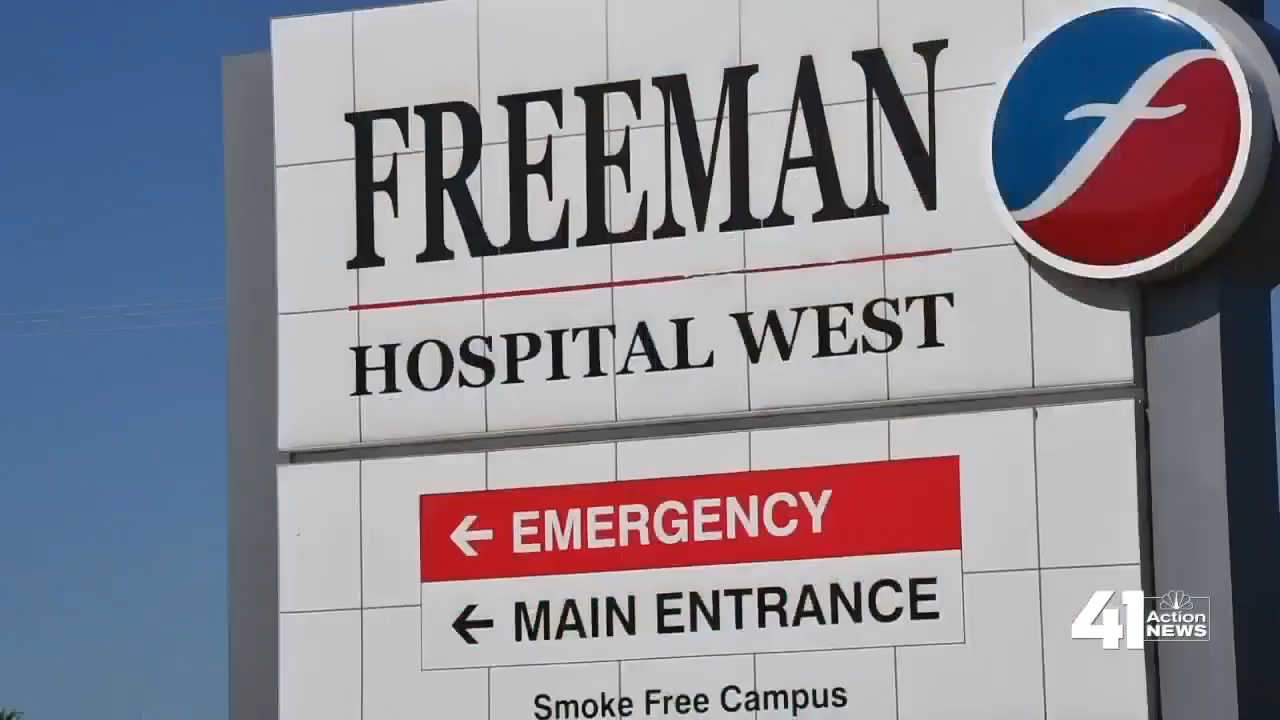 FREEMAN
HOSPITAL WEST
f
← EMERGENCY
← MAIN ENTRANCE
Smoke Free Campus
41 Action NEWS